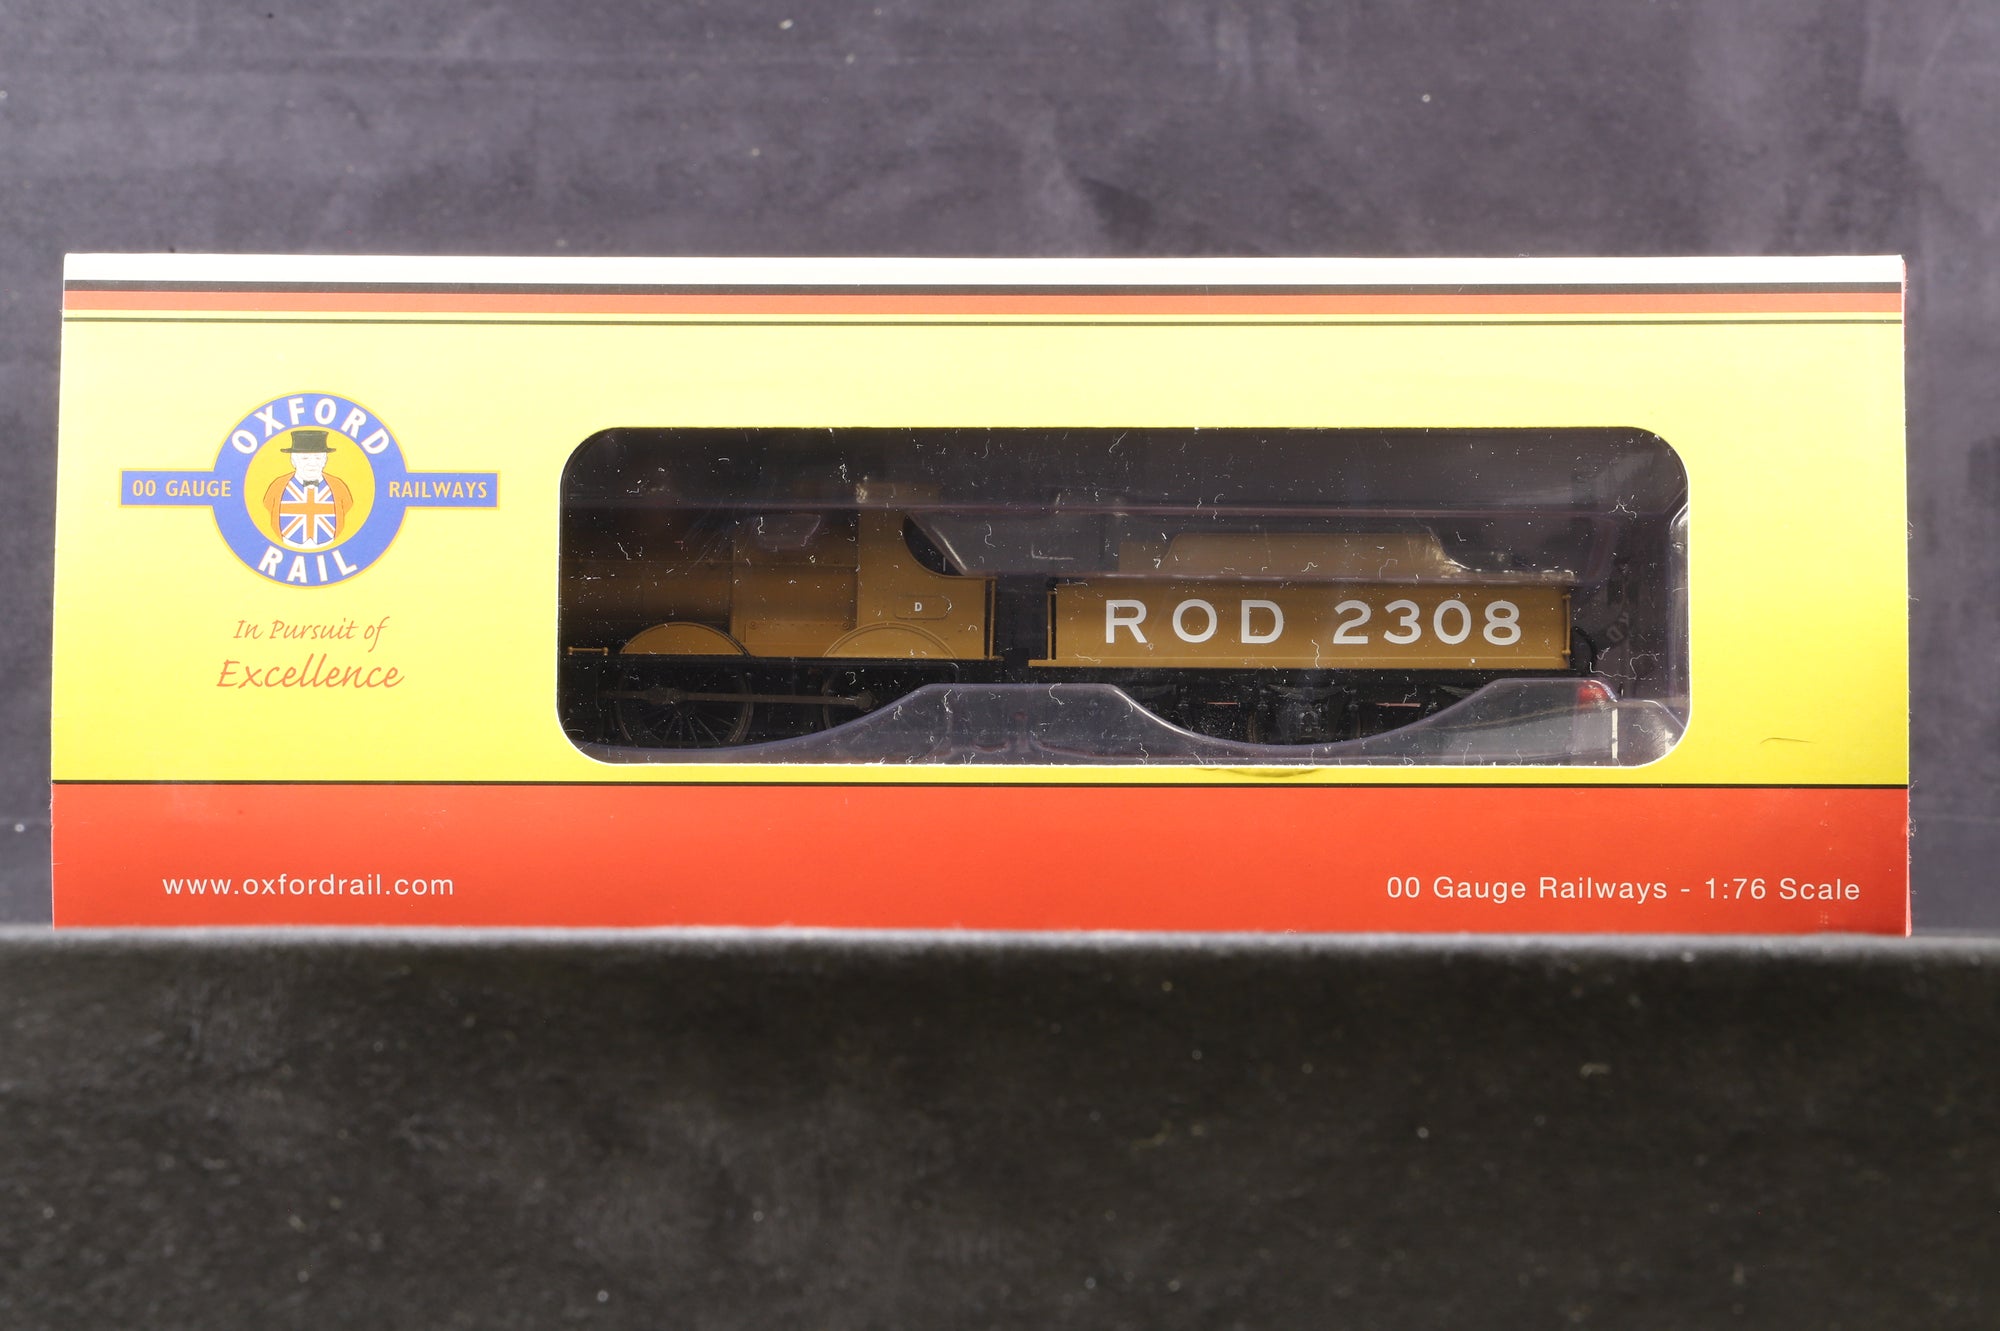 OXFORD
00 GAUGE RAILWAYS
RAIL
In Pursuit of
Excellence
D
ROD 2308
www.oxfordrail.com
00 Gauge Railways - 1:76 Scale